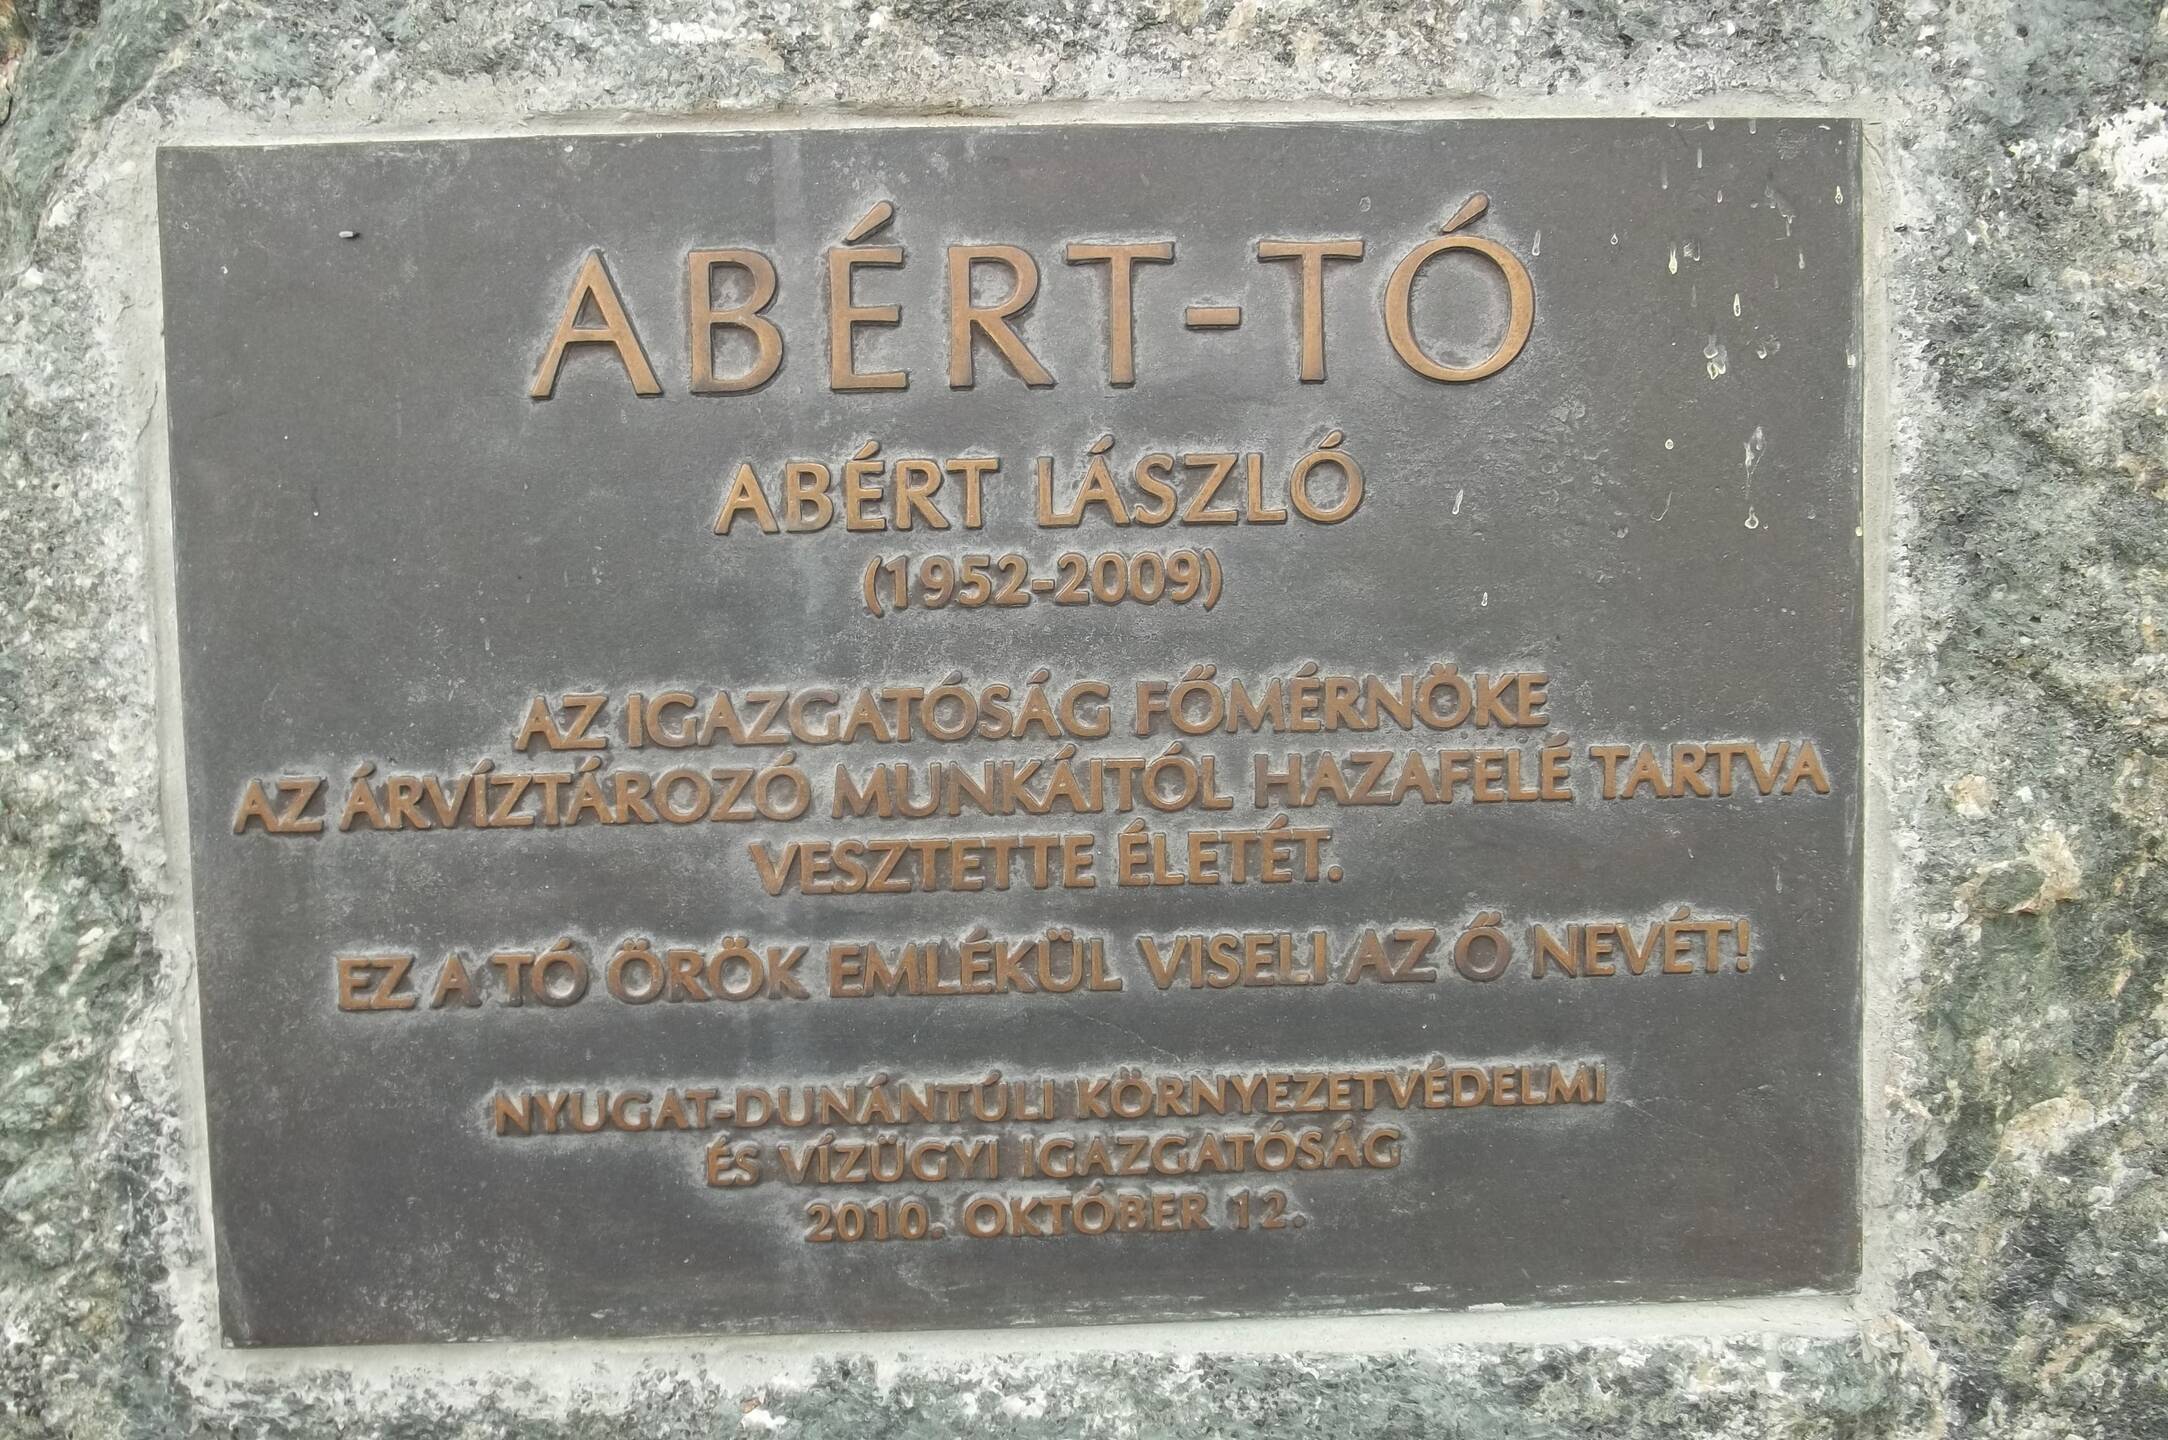 ABÉRT-TÓ
ABÉRT LÁSZLÓ
(1952-2009)
AZ IGAZGATÓSÁG FŐMÉRNÖKE
AZ ÁRVÍZTÁROZÓ MUNKÁITÓL HAZAFELÉ TARTVA
VESZTETTE ÉLETÉT.
EZ A TÓ ÖRÖK EMLÉKÜL VISELI AZ Ő NEVÉT!
NYUGAT-DUNÁNTÚLI KÖRNYEZETVÉDELMI
ÉS VÍZÜGYI IGAZGATÓSÁG
2010. OKTÓBER 12.